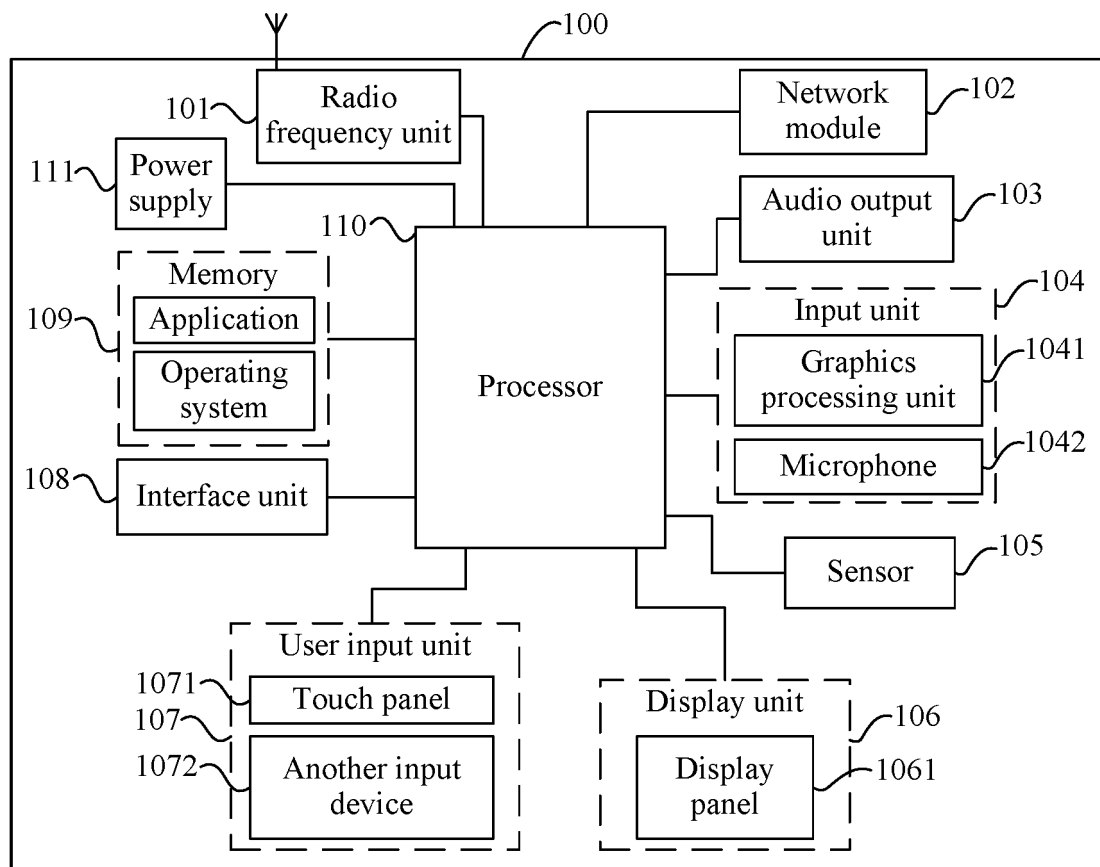 100
101
Radio
frequency unit
Network
module
102
111
Power
supply
110
Audio output
unit
103
Memory
Application
Operating
system
109
Processor
Input unit
104
Graphics
processing unit
1041
Microphone
1042
108
Interface unit
Sensor
105
User input unit
1071
Touch panel
107
1072
Another input
device
Display unit
106
Display
panel
1061